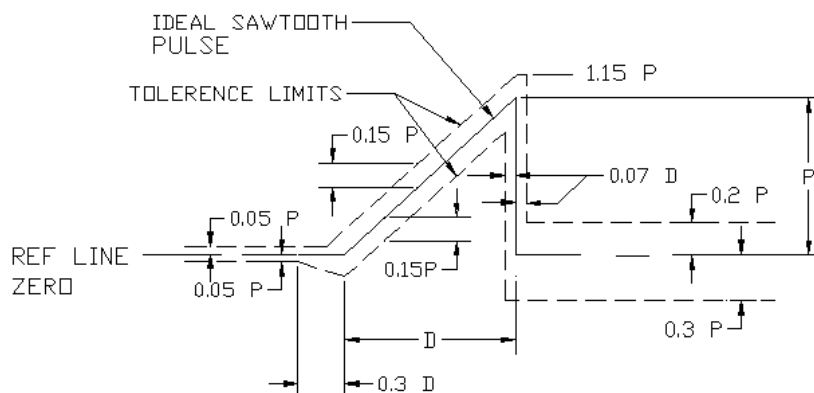 IDEAL SAWTOOTH
PULSE
1.15 P
TOLERENCE LIMITS
0.15 P
0.07 D
P
0.05 P
0.2 P
REF LINE
ZERO
0.15P
0.05 P
0.3 P
D
0.3 D